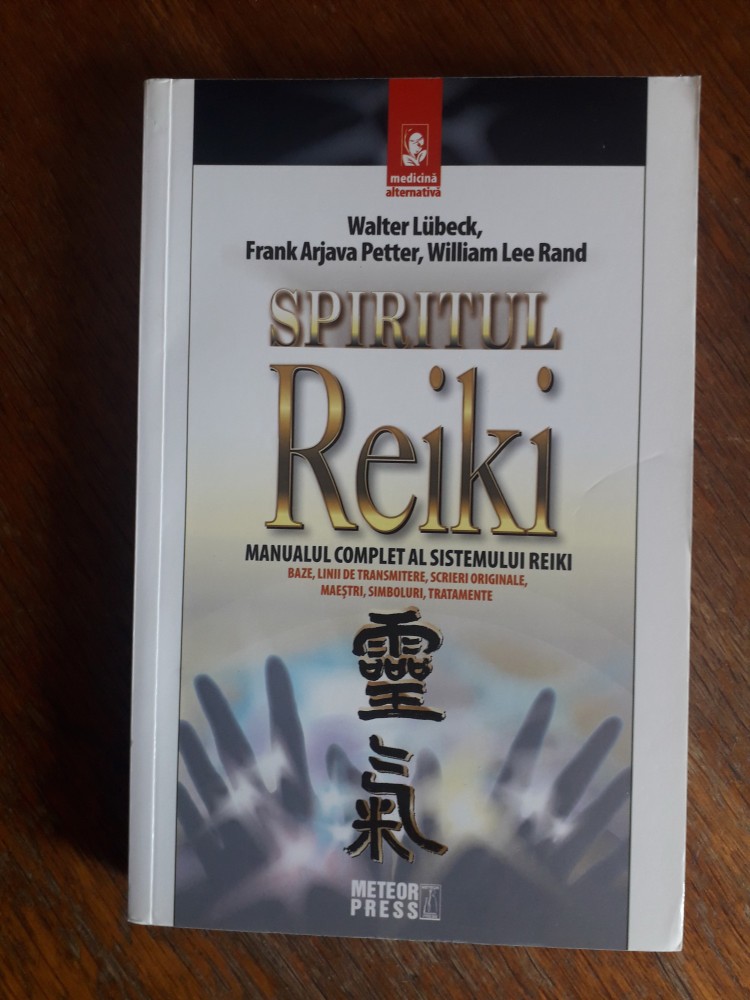 medicină
alternativă
Walter Lübeck,
Frank Arjava Petter, William Lee Rand
SPIRITUL
Reiki
MANUALUL COMPLET AL SISTEMULUI REIKI
BAZE, LINII DE TRANSMITERE, SCRIERI ORIGINALE,
MAEȘTRI, SIMBOLURI, TRATAMENTE
靈
氣
METEOR
PRESS